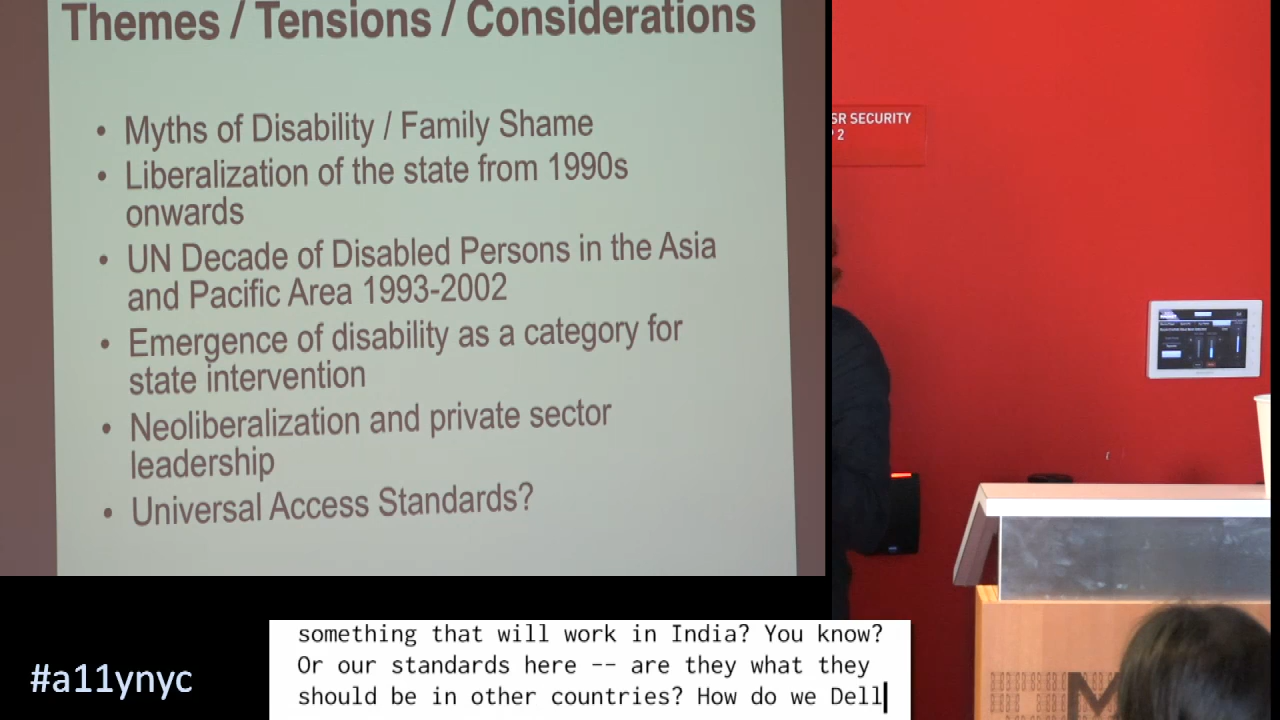 Themes / Tensions / Considerations
• Myths of Disability / Family Shame
• Liberalization of the state from 1990s
onwards
• UN Decade of Disabled Persons in the Asia
and Pacific Area 1993-2002
• Emergence of disability as a category for
state intervention
• Neoliberalization and private sector
leadership
• Universal Access Standards?
SR SECURITY
2
#a11ynyc
something that will work in India? You know?
Or our standards here -- are they what they
should be in other countries? How do we Dell
M